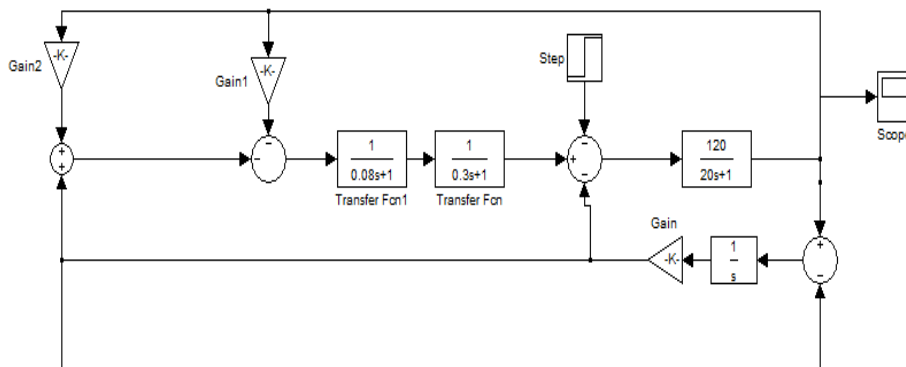 -K-
Gain2
-K-
Gain1
Step
Scope
+
+
−
−
1
0.08s+1
Transfer Fcn1
1
0.3s+1
Transfer Fcn
−
+
−
120
20s+1
Gain
-K-
1
s
+
−